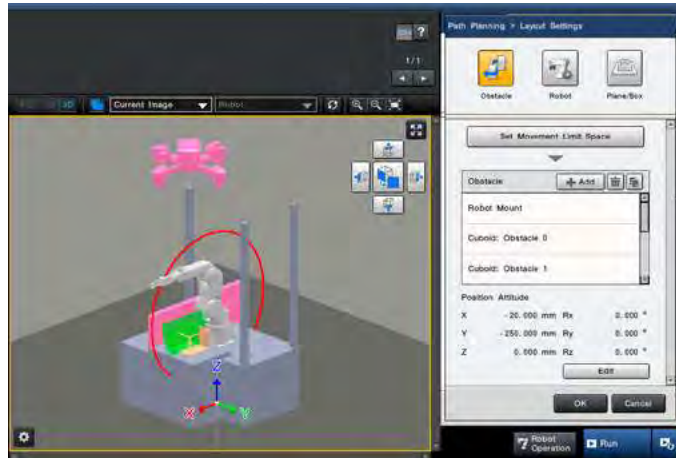 ?
Path Planning > Layout Settings
1/1
Obstacle Robot Plane/Box
3D Current Image Robot
Set Movement Limit Space
Obstacle Add
Robot Mount
Cuboid: Obstacle 0
Cuboid: Obstacle 1
Position Attitude
X -20.000 mm Rx 0.000 °
Y -250.000 mm Ry 0.000 °
Z 0.000 mm Rz 0.000 °
Edit
Z
X Y
OK Cancel
Robot
Operation
Run